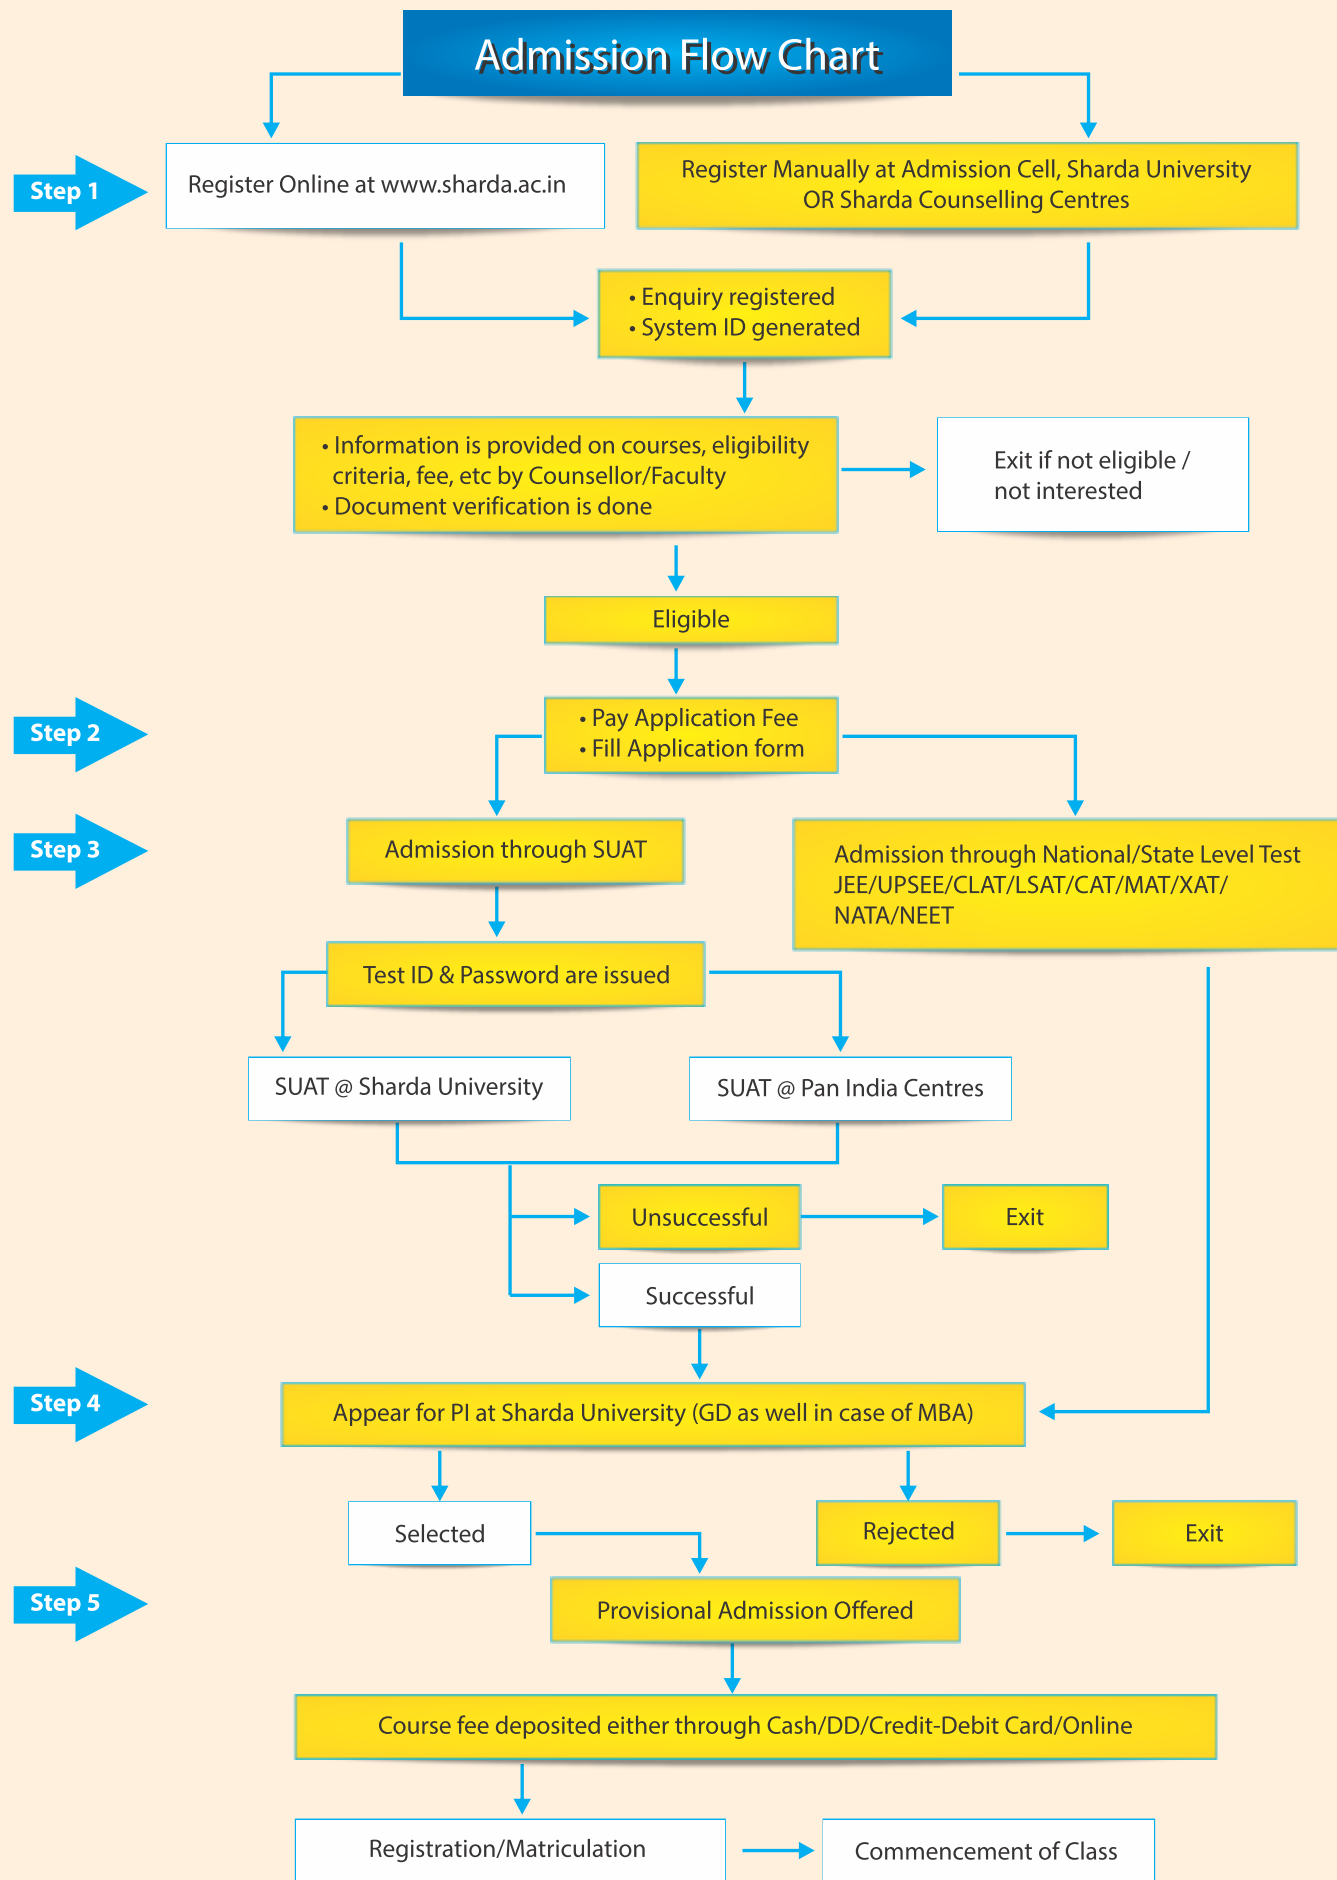 Admission Flow Chart
Step 1
Register Online at www.sharda.ac.in
Register Manually at Admission Cell, Sharda University
OR Sharda Counselling Centres
• Enquiry registered
• System ID generated
• Information is provided on courses, eligibility
criteria, fee, etc by Counsellor/Faculty
• Document verification is done
Exit if not eligible /
not interested
Eligible
Step 2
• Pay Application Fee
• Fill Application form
Step 3
Admission through SUAT
Admission through National/State Level Test
JEE/UPSEE/CLAT/LSAT/CAT/MAT/XAT/
NATA/NEET
Test ID & Password are issued
SUAT @ Sharda University
SUAT @ Pan India Centres
Unsuccessful
Exit
Successful
Step 4
Appear for PI at Sharda University (GD as well in case of MBA)
Selected
Rejected
Exit
Step 5
Provisional Admission Offered
Course fee deposited either through Cash/DD/Credit-Debit Card/Online
Registration/Matriculation
Commencement of Class